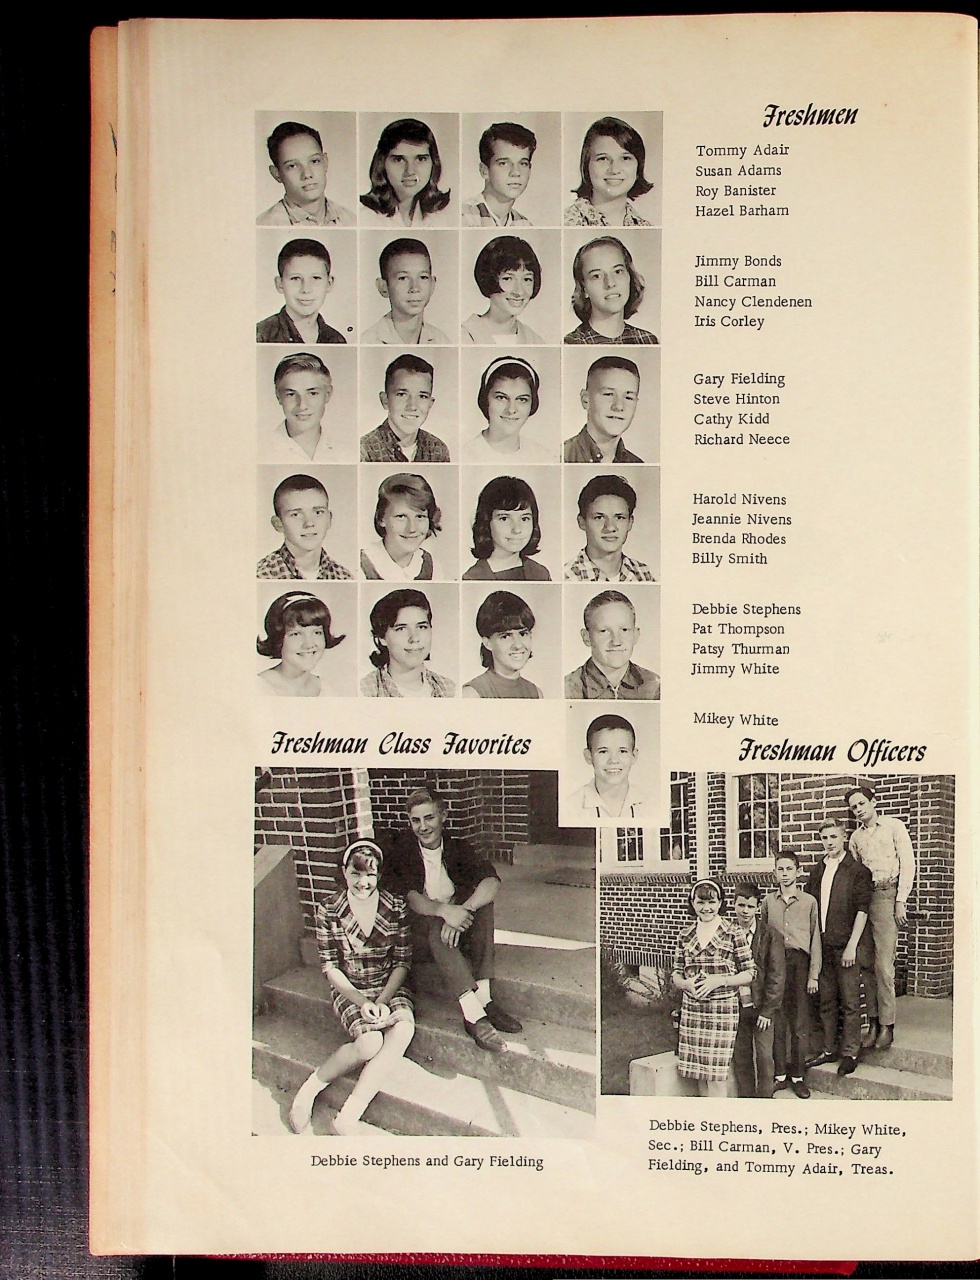 Freshmen
Tommy Adair
Susan Adams
Roy Banister
Hazel Barham
Jimmy Bonds
Bill Carman
Nancy Clendenen
Iris Corley
Gary Fielding
Steve Hinton
Cathy Kidd
Richard Neece
Harold Nivens
Jeannie Nivens
Brenda Rhodes
Billy Smith
Debbie Stephens
Pat Thompson
Patsy Thurman
Jimmy White
Mikey White
Freshman Class Favorites
Freshman Officers
Debbie Stephens and Gary Fielding
Debbie Stephens, Pres.; Mikey White,
Sec.; Bill Carman, V. Pres.; Gary
Fielding, and Tommy Adair, Treas.